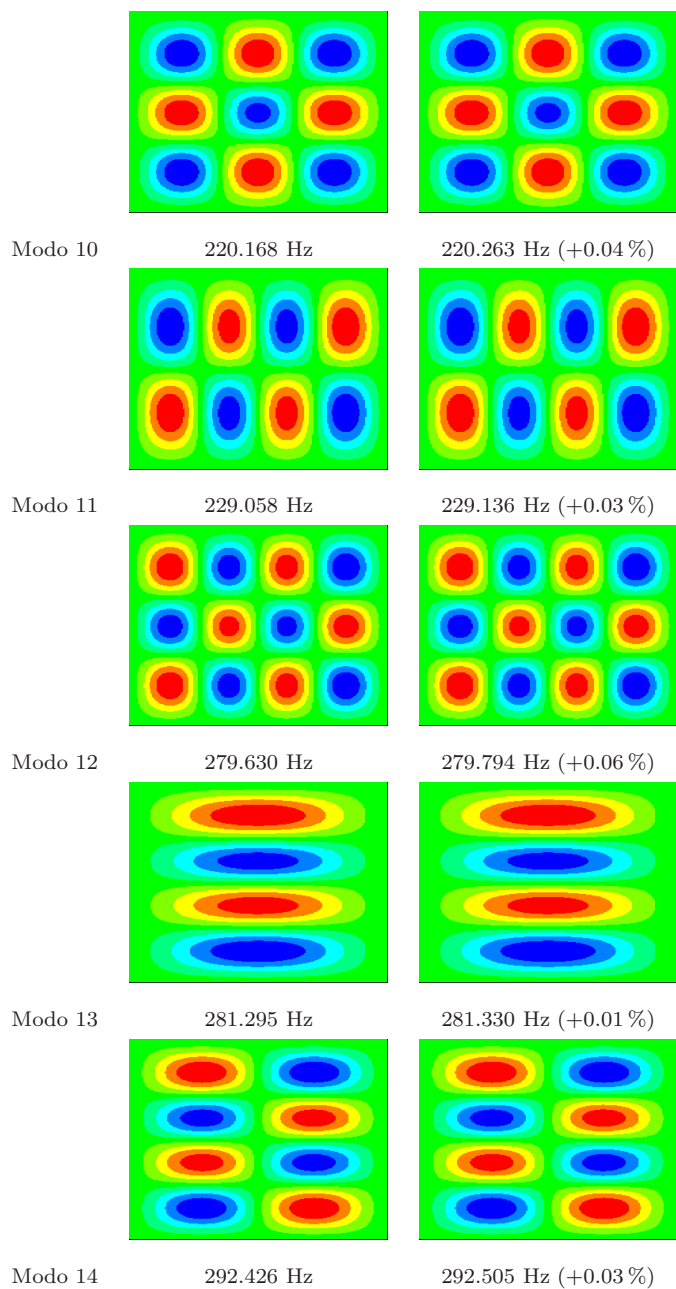 Modo 10 220.168 Hz 220.263 Hz (+0.04 %)
Modo 11 229.058 Hz 229.136 Hz (+0.03 %)
Modo 12 279.630 Hz 279.794 Hz (+0.06 %)
Modo 13 281.295 Hz 281.330 Hz (+0.01 %)
Modo 14 292.426 Hz 292.505 Hz (+0.03 %)